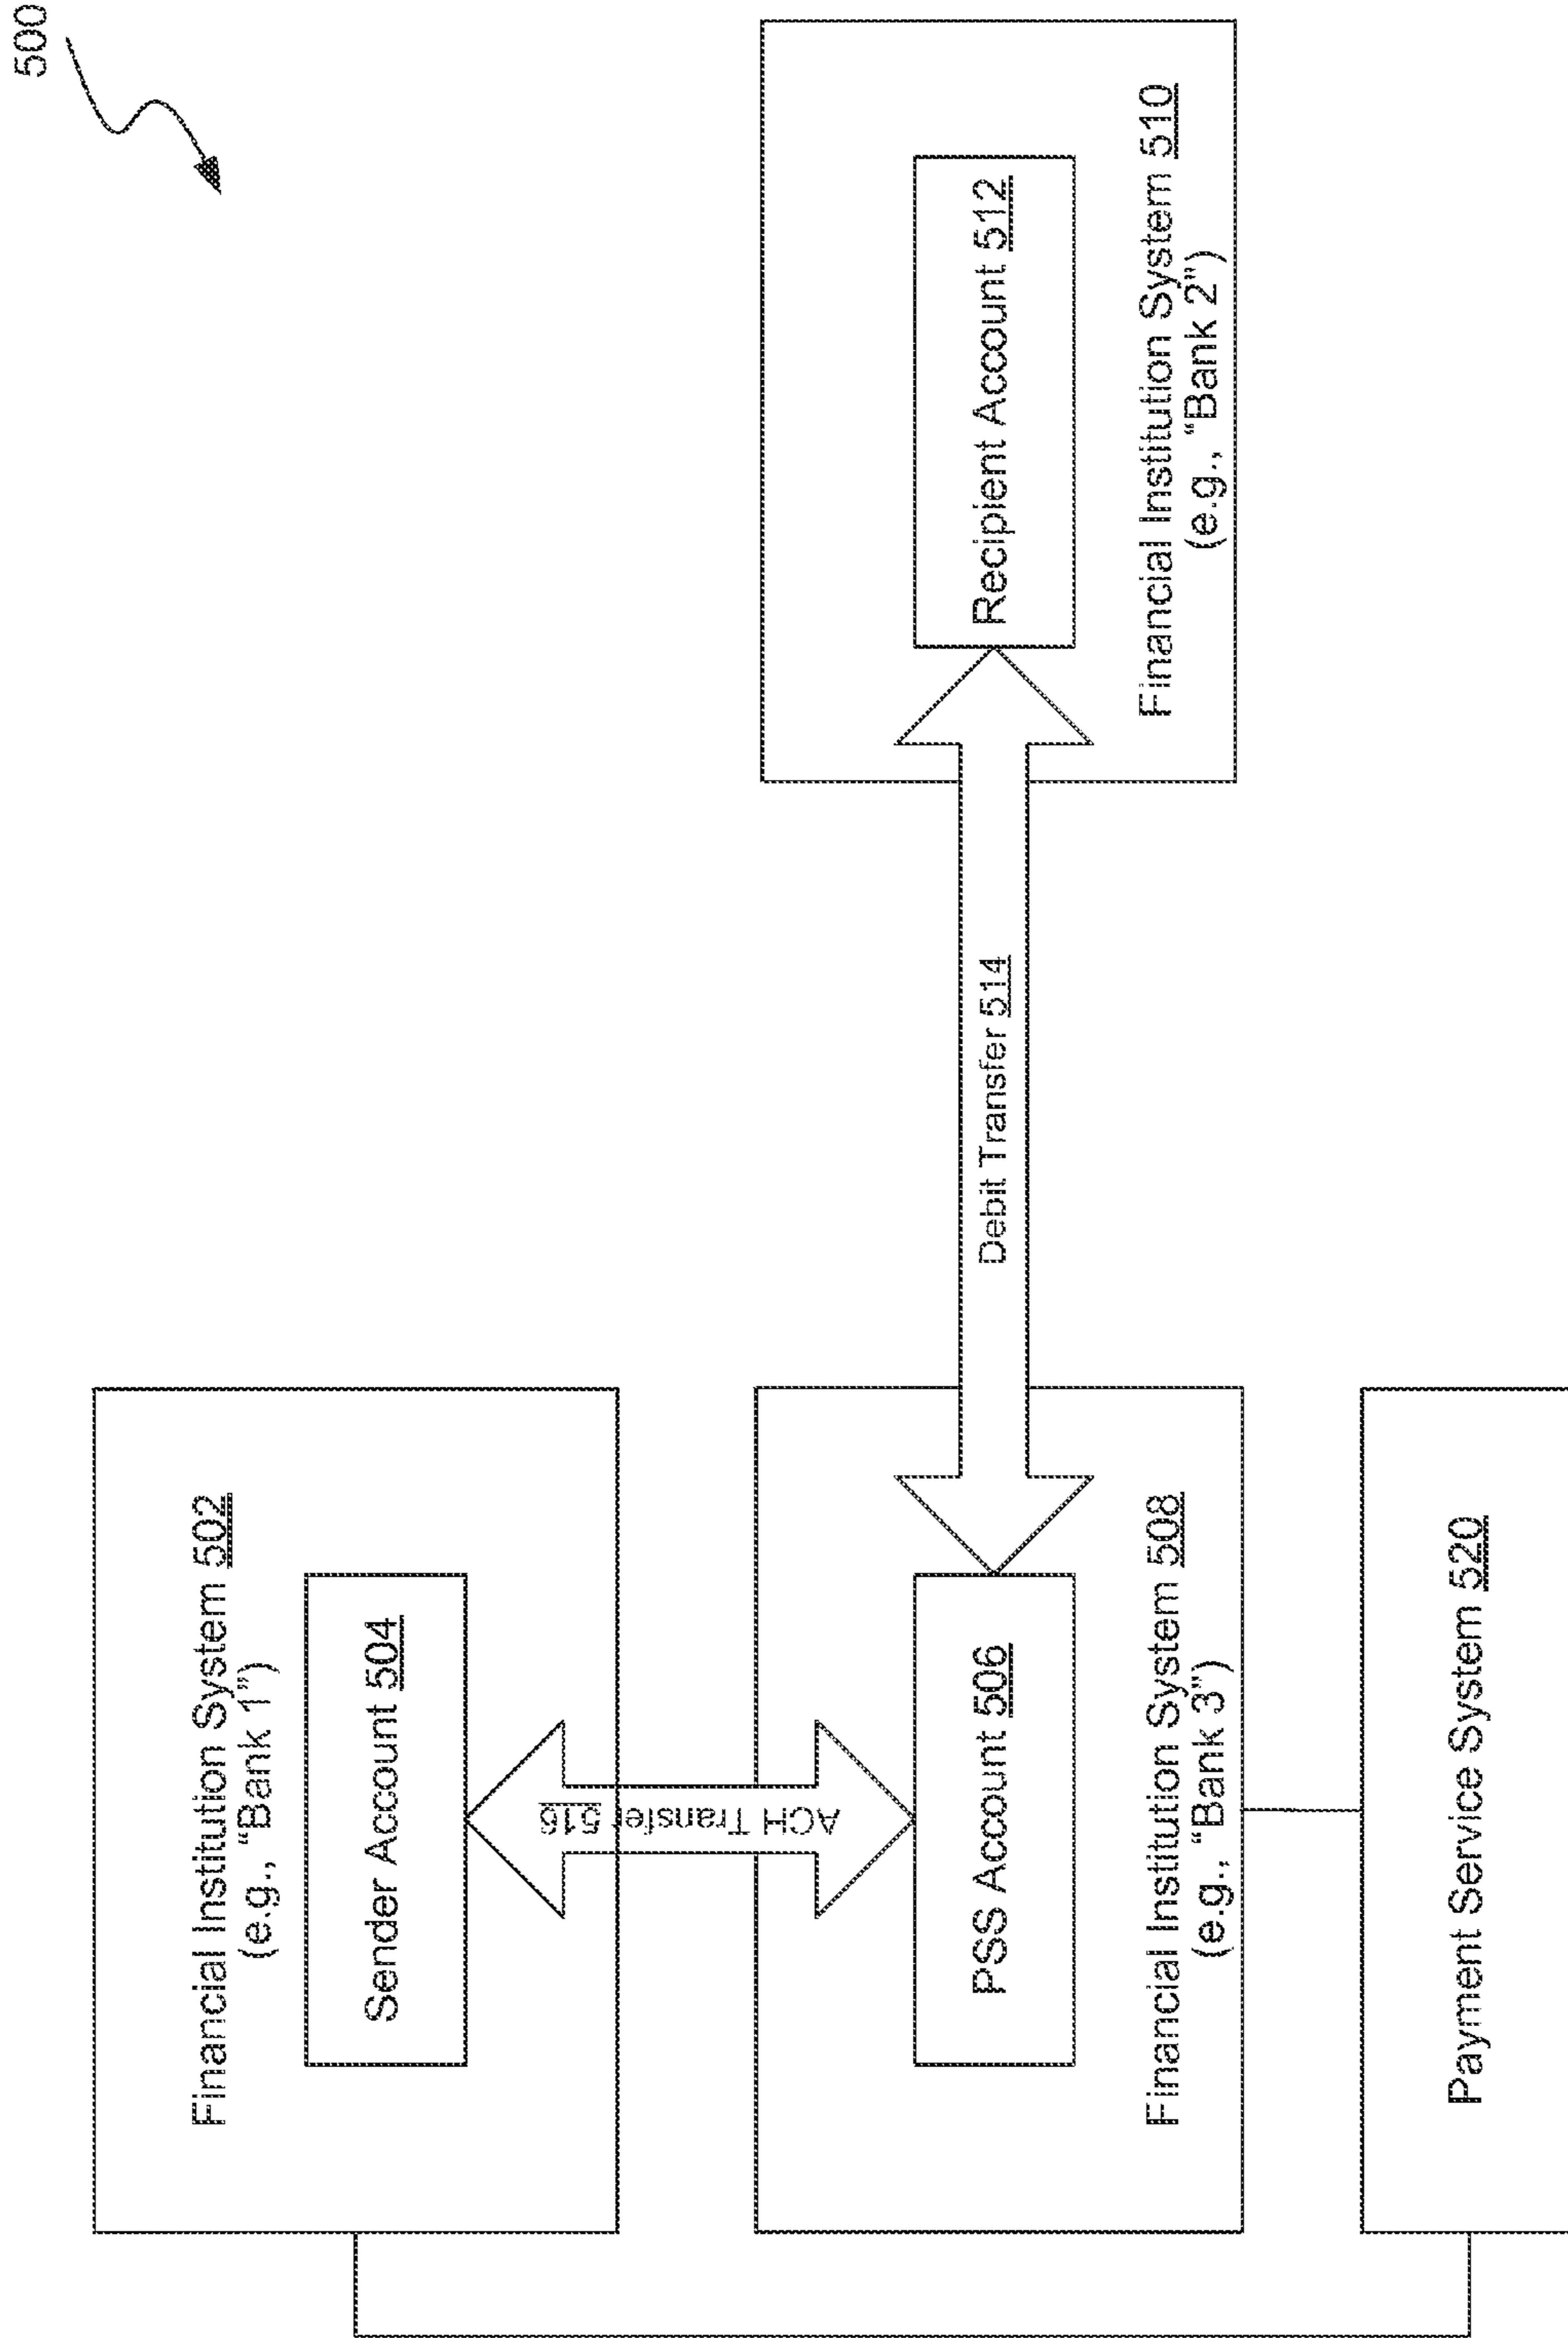 500
Financial Institution System 502
(e.g., “Bank 1”)
Sender Account 504
ACH Transfer 516
PSS Account 506
Financial Institution System 508
(e.g., “Bank 3”)
Debit Transfer 514
Recipient Account 512
Financial Institution System 510
(e.g., “Bank 2”)
Payment Service System 520